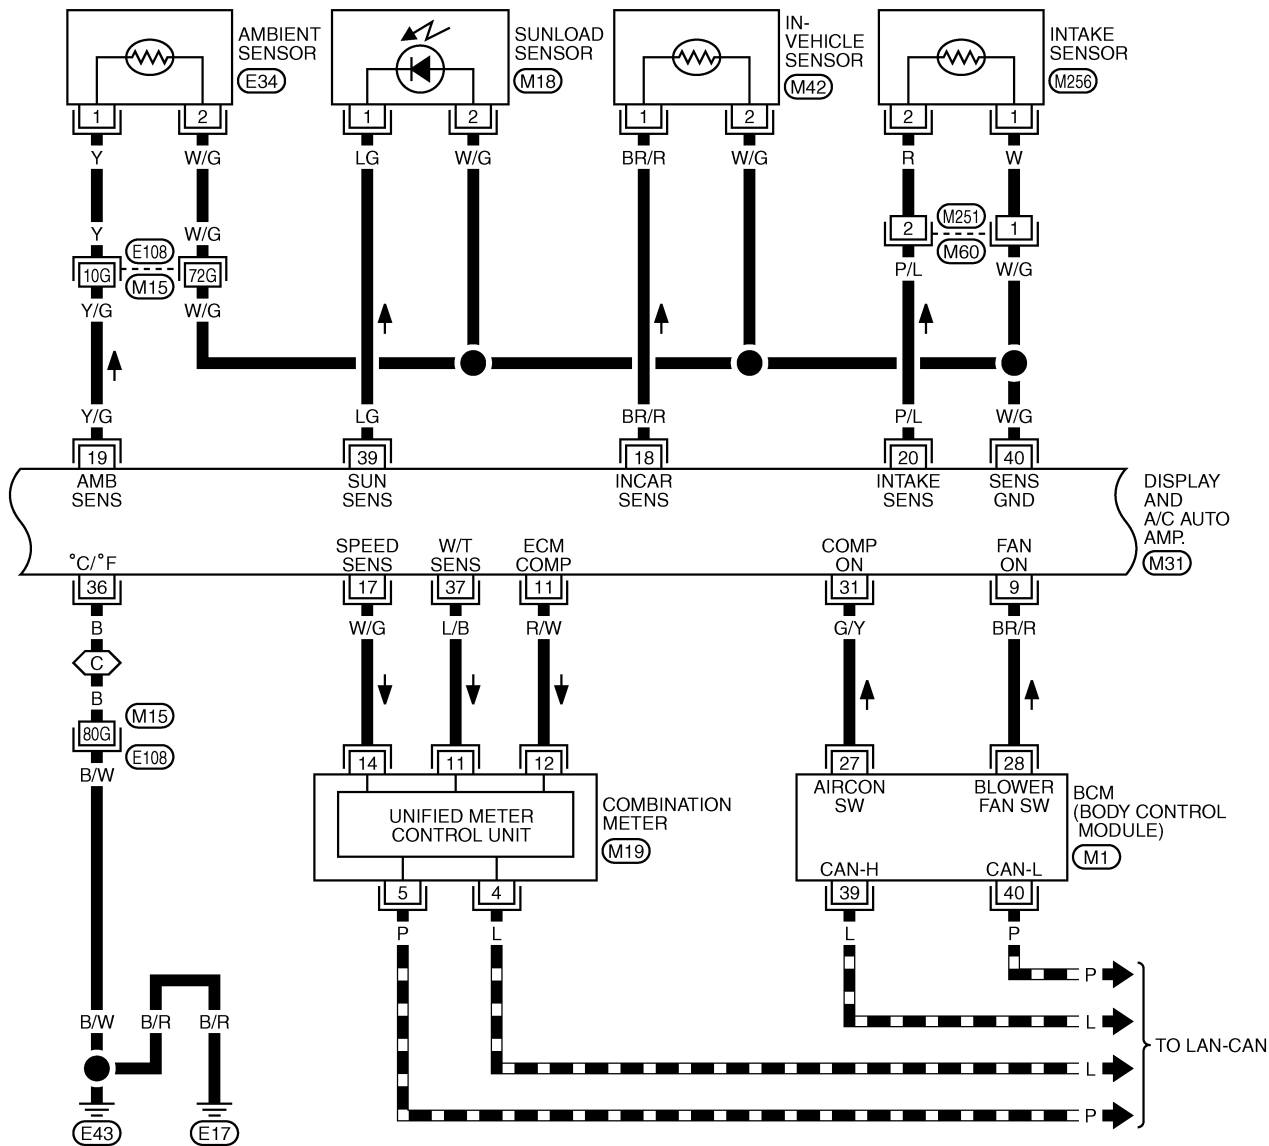 AMBIENT
SENSOR
E34
SUNLOAD
SENSOR
M18
IN-
VEHICLE
SENSOR
M42
INTAKE
SENSOR
M256
1 2 1 2 1 2 2 1
Y W/G LG W/G BR/R W/G R W
M251
2 1
M60
Y W/G
E108
10G 72G
M15
P/L W/G
Y/G W/G
Y/G LG BR/R P/L W/G
19 39 18 20 40
AMB
SENS
SUN
SENS
INCAR
SENS
INTAKE
SENS
SENS
GND
DISPLAY
AND
A/C AUTO
AMP.
M31
°C/°F
SPEED
SENS
W/T
SENS
ECM
COMP
COMP
ON
FAN
ON
36 17 37 11 31 9
B W/G L/B R/W G/Y BR/R
C
B
M15
80G
E108
B/W
14 11 12 27 28
UNIFIED METER
CONTROL UNIT
COMBINATION
METER
M19
AIRCON
SW
BLOWER
FAN SW
BCM
(BODY CONTROL
MODULE)
M1
CAN-H CAN-L
5 4 39 40
P L L P
P
L
L
P
TO LAN-CAN
B/W B/R B/R
E43 E17